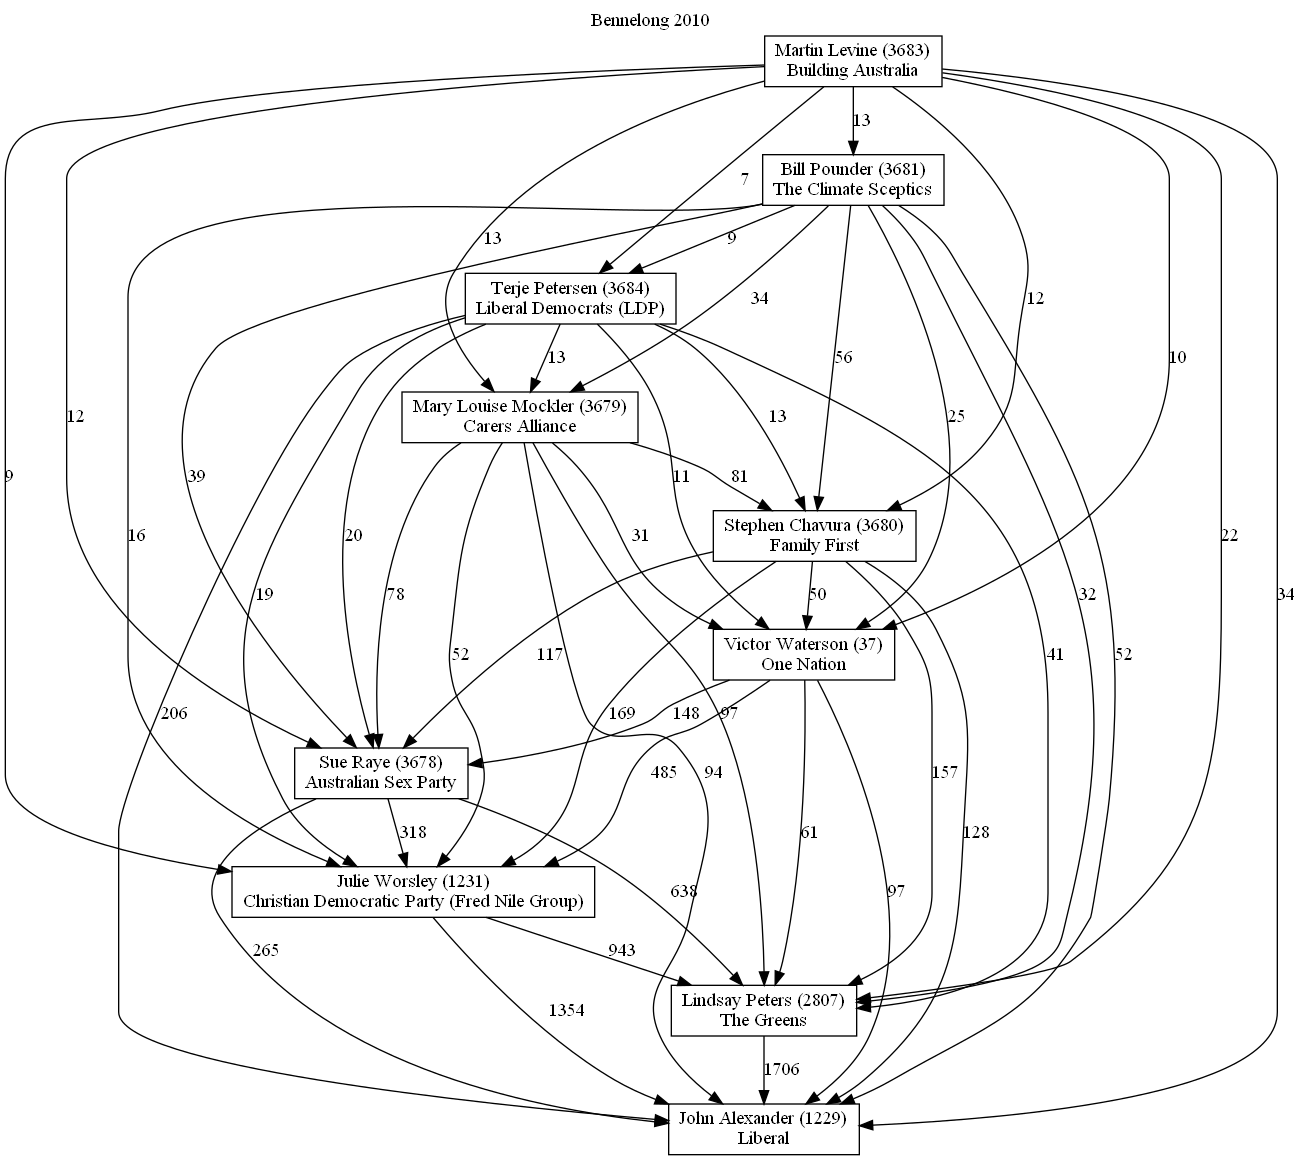 Bennelong 2010
Martin Levine (3683)
Building Australia
13
Bill Pounder (3681)
The Climate Sceptics
7
13
9
34
12
Terje Petersen (3684)
Liberal Democrats (LDP)
13
56
10
Mary Louise Mockler (3679)
Carers Alliance
12
13
25
9
39
11
81
Stephen Chavura (3680)
Family First
16
20
31
22
19
78
50
32
34
Victor Waterson (37)
One Nation
52
117
41
52
206
169
148
97
Sue Raye (3678)
Australian Sex Party
485
94
157
318
61
128
Julie Worsley (1231)
Christian Democratic Party (Fred Nile Group)
638
97
265
943
Lindsay Peters (2807)
The Greens
1354
1706
John Alexander (1229)
Liberal